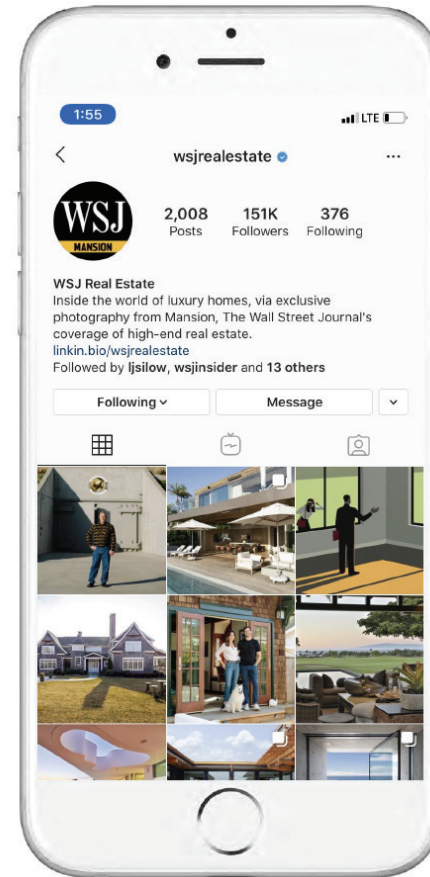 1:55
LTE
wsjrealestate
...
WSJ
MANSION
2,008 151K 376
Posts Followers Following
WSJ Real Estate
Inside the world of luxury homes, via exclusive
photography from Mansion, The Wall Street Journal's
coverage of high-end real estate.
linkin.bio/wsjrealestate
Followed by ljsilow, wsjinsider and 13 others
Following Message